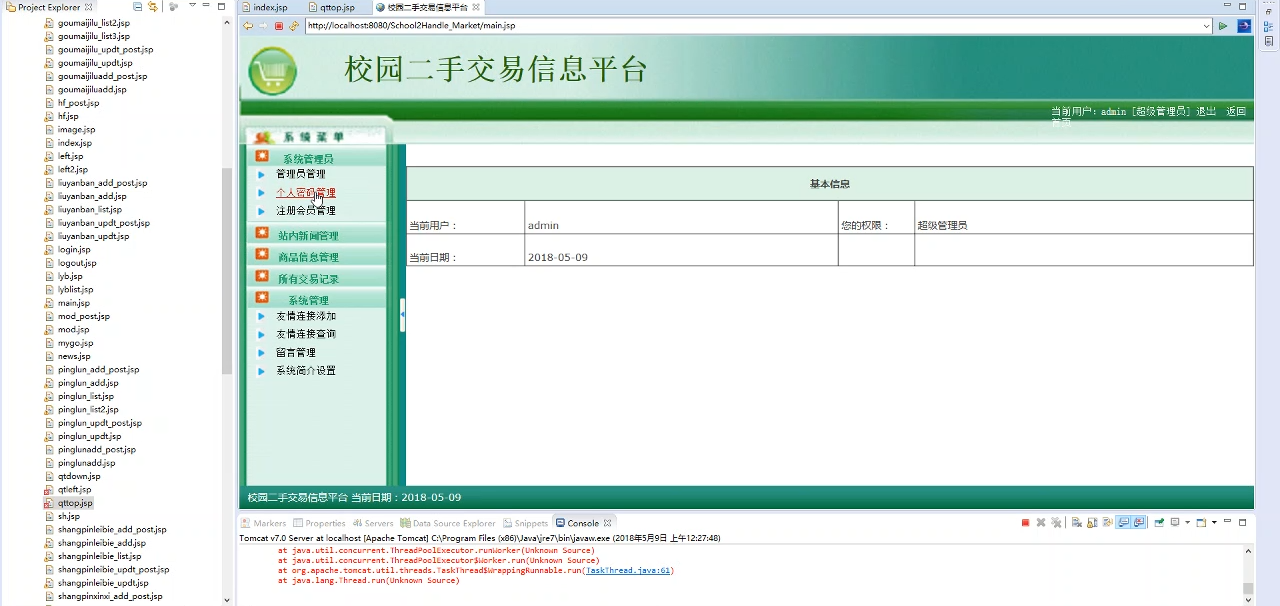 Project Explorer
goumaijilu_list2.jsp
goumaijilu_list3.jsp
goumaijilu_updt_post.jsp
goumaijilu_updt.jsp
goumaijiluadd_post.jsp
goumaijiluadd.jsp
hf_post.jsp
hf.jsp
image.jsp
index.jsp
left.jsp
left2.jsp
liuyanban_add_post.jsp
liuyanban_add.jsp
liuyanban_list.jsp
liuyanban_updt_post.jsp
liuyanban_updt.jsp
login.jsp
logout.jsp
lyb.jsp
lyblist.jsp
main.jsp
mod_post.jsp
mod.jsp
mygo.jsp
news.jsp
pinglun_add_post.jsp
pinglun_add.jsp
pinglun_list.jsp
pinglun_list2.jsp
pinglun_updt_post.jsp
pinglun_updt.jsp
pinglunadd_post.jsp
pinglunadd.jsp
qtdown.jsp
qtleft.jsp
qttop.jsp
sh.jsp
shangpinleibie_add_post.jsp
shangpinleibie_add.jsp
shangpinleibie_list.jsp
shangpinleibie_updt_post.jsp
shangpinleibie_updt.jsp
shangpinxinxi_add_post.jsp
index.jsp qttop.jsp 校园二手交易信息平台
http://localhost:8080/School2Handle_Market/main.jsp
校园二手交易信息平台
当前用户: admin [超级管理员] 退出 返回
首页
系统菜单
系统管理员
管理员管理
个人密码管理
注册会员管理
站内新闻管理
商品信息管理
所有交易记录
系统管理
友情连接添加
友情连接查询
留言管理
系统简介设置
基本信息
当前用户： admin 您的权限： 超级管理员
当前日期： 2018-05-09
校园二手交易信息平台 当前日期：2018-05-09
Markers Properties Servers Data Source Explorer Snippets Console
Tomcat v7.0 Server at localhost [Apache Tomcat] C:\Program Files (x86)\Java\jre7\bin\javaw.exe (2018年5月9日 上午12:27:48)
at java.util.concurrent.ThreadPoolExecutor.runWorker(Unknown Source)
at java.util.concurrent.ThreadPoolExecutor$Worker.run(Unknown Source)
at org.apache.tomcat.util.threads.TaskThread$WrappingRunnable.run(TaskThread.java:61)
at java.lang.Thread.run(Unknown Source)